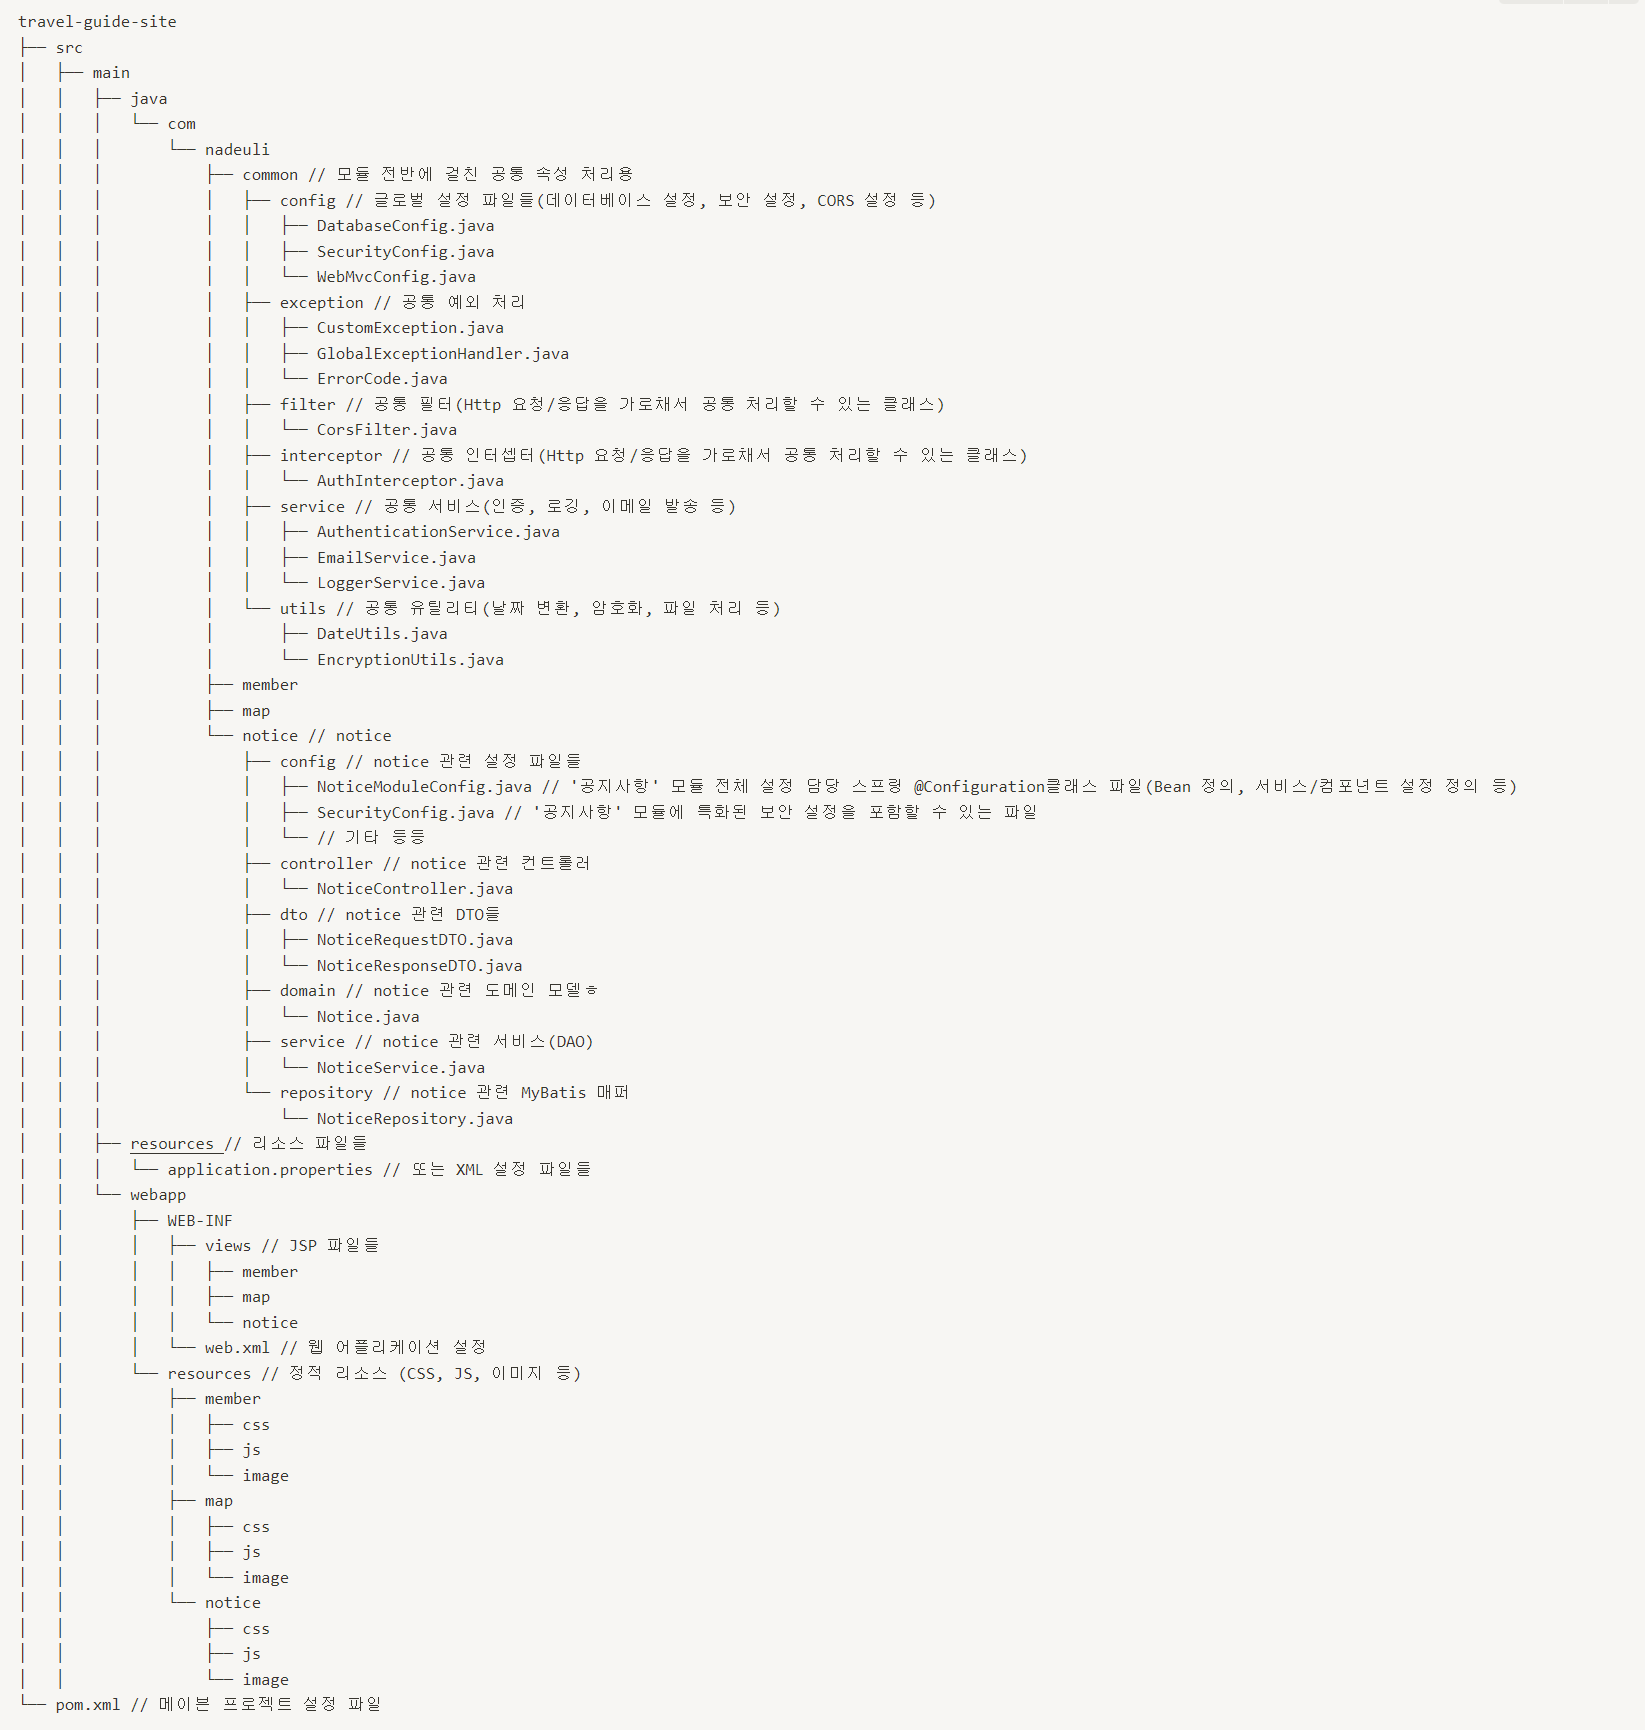 travel-guide-site
├── src
│   ├── main
│   │   ├── java
│   │   │   └── com
│   │   │       └── nadeuli
│   │   │           ├── common // 모듈 전반에 걸친 공통 속성 처리용
│   │   │           │   ├── config // 글로벌 설정 파일들(데이터베이스 설정, 보안 설정, CORS 설정 등)
│   │   │           │   │   ├── DatabaseConfig.java
│   │   │           │   │   ├── SecurityConfig.java
│   │   │           │   │   └── WebMvcConfig.java
│   │   │           │   ├── exception // 공통 예외 처리
│   │   │           │   │   ├── CustomException.java
│   │   │           │   │   ├── GlobalExceptionHandler.java
│   │   │           │   │   └── ErrorCode.java
│   │   │           │   ├── filter // 공통 필터(Http 요청/응답을 가로채서 공통 처리할 수 있는 클래스)
│   │   │           │   │   └── CorsFilter.java
│   │   │           │   ├── interceptor // 공통 인터셉터(Http 요청/응답을 가로채서 공통 처리할 수 있는 클래스)
│   │   │           │   │   └── AuthInterceptor.java
│   │   │           │   ├── service // 공통 서비스(인증, 로깅, 이메일 발송 등)
│   │   │           │   │   ├── AuthenticationService.java
│   │   │           │   │   ├── EmailService.java
│   │   │           │   │   └── LoggerService.java
│   │   │           │   └── utils // 공통 유틸리티(날짜 변환, 암호화, 파일 처리 등)
│   │   │           │       ├── DateUtils.java
│   │   │           │       └── EncryptionUtils.java
│   │   │           ├── member
│   │   │           ├── map
│   │   │           └── notice // notice
│   │   │               ├── config // notice 관련 설정 파일들
│   │   │               │   ├── NoticeModuleConfig.java // '공지사항' 모듈 전체 설정 담당 스프링 @Configuration클래스 파일(Bean 정의, 서비스/컴포넌트 설정 정의 등)
│   │   │               │   ├── SecurityConfig.java // '공지사항' 모듈에 특화된 보안 설정을 포함할 수 있는 파일
│   │   │               │   └── // 기타 등등
│   │   │               ├── controller // notice 관련 컨트롤러
│   │   │               │   └── NoticeController.java
│   │   │               ├── dto // notice 관련 DTO들
│   │   │               │   ├── NoticeRequestDTO.java
│   │   │               │   └── NoticeResponseDTO.java
│   │   │               ├── domain // notice 관련 도메인 모델ㅎ
│   │   │               │   └── Notice.java
│   │   │               ├── service // notice 관련 서비스(DAO)
│   │   │               │   └── NoticeService.java
│   │   │               └── repository // notice 관련 MyBatis 매퍼
│   │   │                   └── NoticeRepository.java
│   │   ├── resources // 리소스 파일들
│   │   │   └── application.properties // 또는 XML 설정 파일들
│   │   └── webapp
│   │       ├── WEB-INF
│   │       │   ├── views // JSP 파일들
│   │       │   │   ├── member
│   │       │   │   ├── map
│   │       │   │   └── notice
│   │       │   └── web.xml // 웹 어플리케이션 설정
│   │       └── resources // 정적 리소스 (CSS, JS, 이미지 등)
│   │           ├── member
│   │           │   ├── css
│   │           │   ├── js
│   │           │   └── image
│   │           ├── map
│   │           │   ├── css
│   │           │   ├── js
│   │           │   └── image
│   │           └── notice
│   │               ├── css
│   │               ├── js
│   │               └── image
└── pom.xml // 메이븐 프로젝트 설정 파일